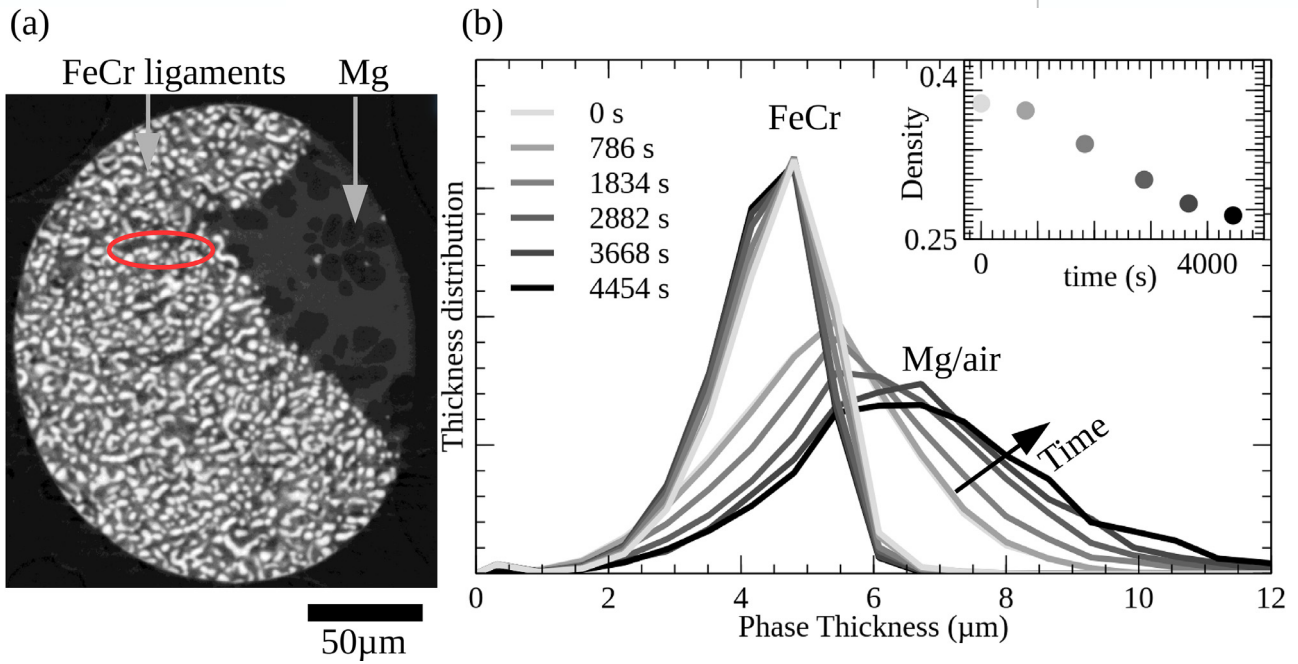 (a)
FeCr ligaments
Mg
50µm
(b)
Thickness distribution
0 s
786 s
1834 s
2882 s
3668 s
4454 s
FeCr
Mg/air
Time
0 2 4 6 8 10 12
Phase Thickness (µm)
0.4
Density
0.25
0 4000
time (s)